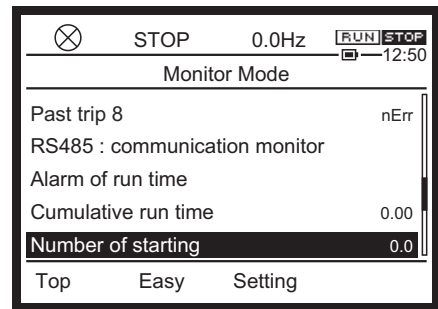 STOP 0.0Hz RUN STOP
12:50
Monitor Mode
Past trip 8 nErr
RS485 : communication monitor
Alarm of run time
Cumulative run time 0.00
Number of starting 0.0
Top Easy Setting